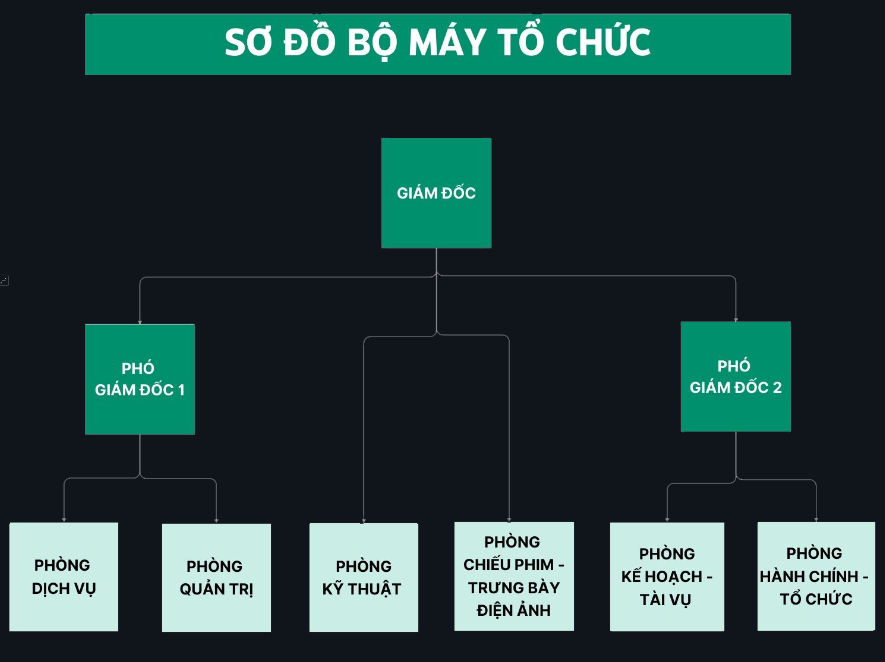 SƠ ĐỒ BỘ MÁY TỔ CHỨC
GIÁM ĐỐC
PHÓ
GIÁM ĐỐC 1
PHÓ
GIÁM ĐỐC 2
PHÒNG
DỊCH VỤ
PHÒNG
QUẢN TRỊ
PHÒNG
KỸ THUẬT
PHÒNG
CHIẾU PHIM -
TRƯNG BÀY
ĐIỆN ẢNH
PHÒNG
KẾ HOẠCH -
TÀI VỤ
PHÒNG
HÀNH CHÍNH -
TỔ CHỨC